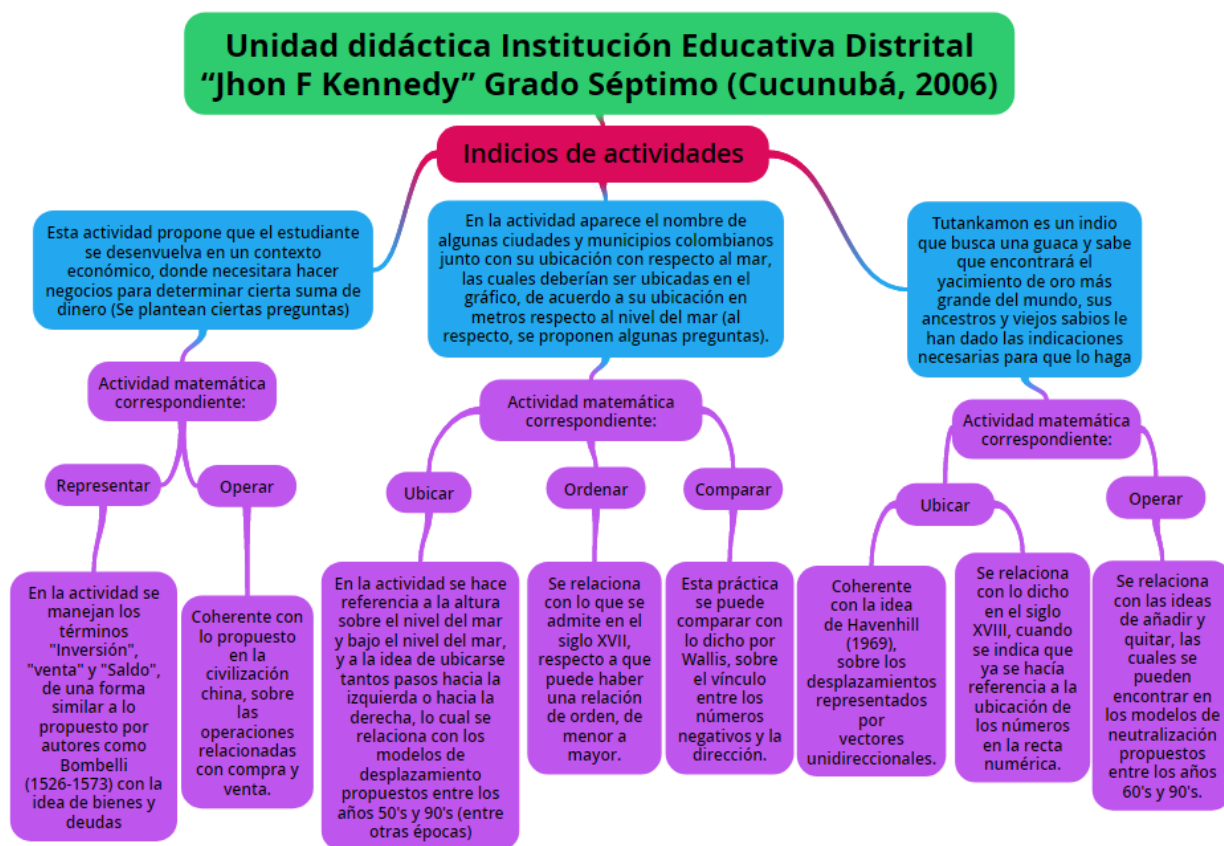 Unidad didáctica Institución Educativa Distrital
“Jhon F Kennedy” Grado Séptimo (Cucunubá, 2006)
Indicios de actividades
Esta actividad propone que el estudiante
se desenvuelva en un contexto
económico, donde necesitara hacer
negocios para determinar cierta suma de
dinero (Se plantean ciertas preguntas)
Actividad matemática
correspondiente:
Representar
En la actividad se
manejan los
términos
"Inversión",
"venta" y "Saldo",
de una forma
similar a lo
propuesto por
autores como
Bombelli
(1526-1573) con la
idea de bienes y
deudas
Operar
Coherente con
lo propuesto
en la
civilización
china, sobre
las
operaciones
relacionadas
con compra y
venta.
En la actividad aparece el nombre de
algunas ciudades y municipios colombianos
junto con su ubicación con respecto al mar,
las cuales deberían ser ubicadas en el
gráfico, de acuerdo a su ubicación en
metros respecto al nivel del mar (al
respecto, se proponen algunas preguntas).
Actividad matemática
correspondiente:
Ubicar
En la actividad se hace
referencia a la altura
sobre el nivel del mar
y bajo el nivel del mar,
y a la idea de ubicarse
tantos pasos hacia la
izquierda o hacia la
derecha, lo cual se
relaciona con los
modelos de
desplazamiento
propuestos entre los
años 50's y 90's (entre
otras épocas)
Ordenar
Se relaciona
con lo que se
admite en el
siglo XVII,
respecto a que
puede haber
una relación
de orden, de
menor a
mayor.
Comparar
Esta práctica
se puede
comparar con
lo dicho por
Wallis, sobre
el vínculo
entre los
números
negativos y la
dirección.
Tutankamon es un indio
que busca una guaca y sabe
que encontrará el
yacimiento de oro más
grande del mundo, sus
ancestros y viejos sabios le
han dado las indicaciones
necesarias para que lo haga
Actividad matemática
correspondiente:
Ubicar
Coherente
con la idea
de Havenhill
(1969),
sobre los
desplazamientos
representados
por
vectores
unidireccionales.
Se relaciona
con lo dicho
en el siglo
XVIII, cuando
se indica que
ya se hacía
referencia a la
ubicación de
los números
en la recta
numérica.
Operar
Se relaciona
con las ideas
de añadir y
quitar, las
cuales se
pueden
encontrar en
los modelos de
neutralización
propuestos
entre los años
60's y 90's.